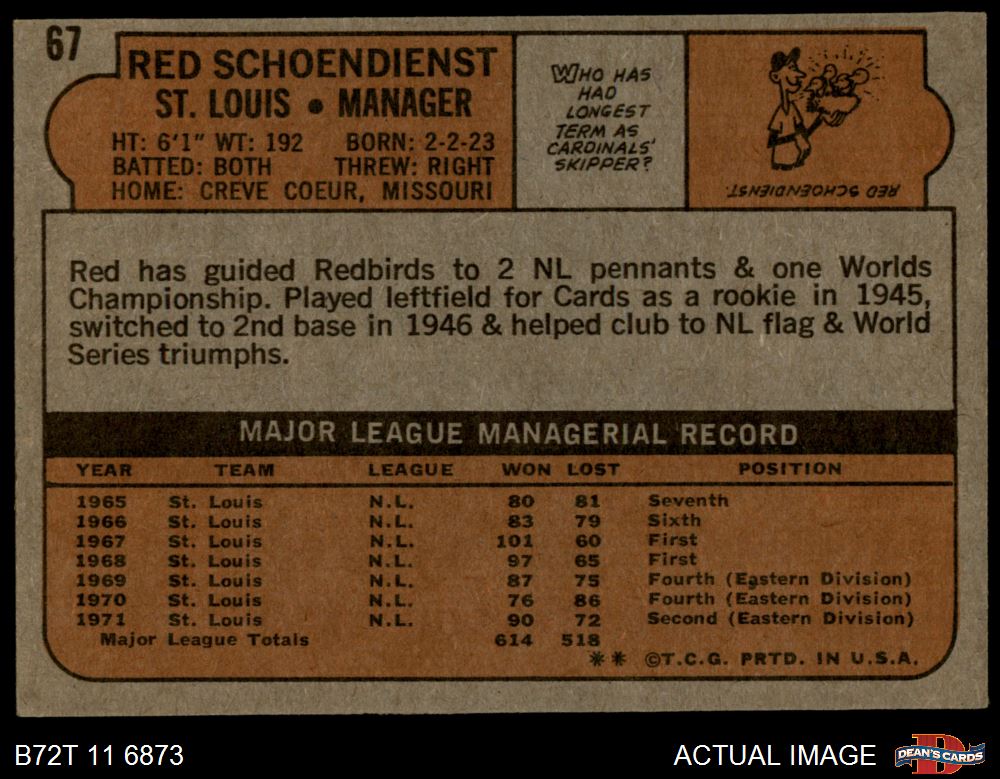 67
RED SCHOENDIENST
ST. LOUIS • MANAGER
HT: 6'1" WT: 192 BORN: 2-2-23
BATTED: BOTH THREW: RIGHT
HOME: CREVE COEUR, MISSOURI
WHO HAS
HAD
LONGEST
TERM AS
CARDINALS'
SKIPPER?
RED SCHOENDIENST.
Red has guided Redbirds to 2 NL pennants & one Worlds
Championship. Played leftfield for Cards as a rookie in 1945,
switched to 2nd base in 1946 & helped club to NL flag & World
Series triumphs.
MAJOR LEAGUE MANAGERIAL RECORD
YEAR TEAM LEAGUE WON LOST POSITION
1965 St. Louis N.L. 80 81 Seventh
1966 St. Louis N.L. 83 79 Sixth
1967 St. Louis N.L. 101 60 First
1968 St. Louis N.L. 97 65 First
1969 St. Louis N.L. 87 75 Fourth (Eastern Division)
1970 St. Louis N.L. 76 86 Fourth (Eastern Division)
1971 St. Louis N.L. 90 72 Second (Eastern Division)
Major League Totals 614 518
** ©T.C.G. PRTD. IN U.S.A.
B72T 11 6873 ACTUAL IMAGE DEAN'S CARDS